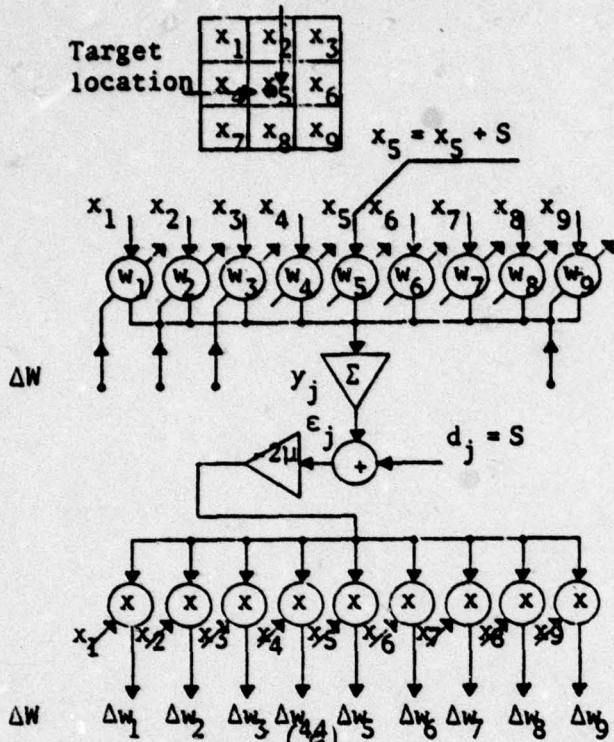 x1 x2 x3
Target
location
x4 x5 x6
x7 x8 x9
x5 = x5 + S
x1 x2 x3 x4 x5 x6 x7 x8 x9
w1 w2 w3 w4 w5 w6 w7 w8 w9
ΔW
yj Σ
εj
2μ + dj = S
x x x x x x x x x
x1 x2 x3 x4 x5 x6 x7 x8 x9
ΔW Δw1 Δw2 Δw3 Δw4 Δw5 Δw6 Δw7 Δw8 Δw9
(44)